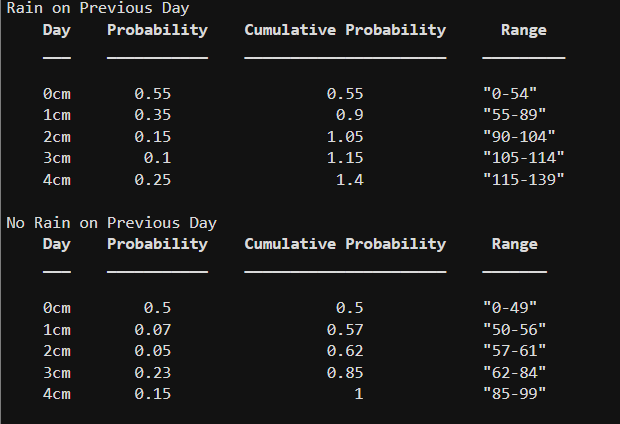 Rain on Previous Day
Day Probability Cumulative Probability Range
0cm 0.55 0.55 "0-54"
1cm 0.35 0.9 "55-89"
2cm 0.15 1.05 "90-104"
3cm 0.1 1.15 "105-114"
4cm 0.25 1.4 "115-139"
No Rain on Previous Day
Day Probability Cumulative Probability Range
0cm 0.5 0.5 "0-49"
1cm 0.07 0.57 "50-56"
2cm 0.05 0.62 "57-61"
3cm 0.23 0.85 "62-84"
4cm 0.15 1 "85-99"